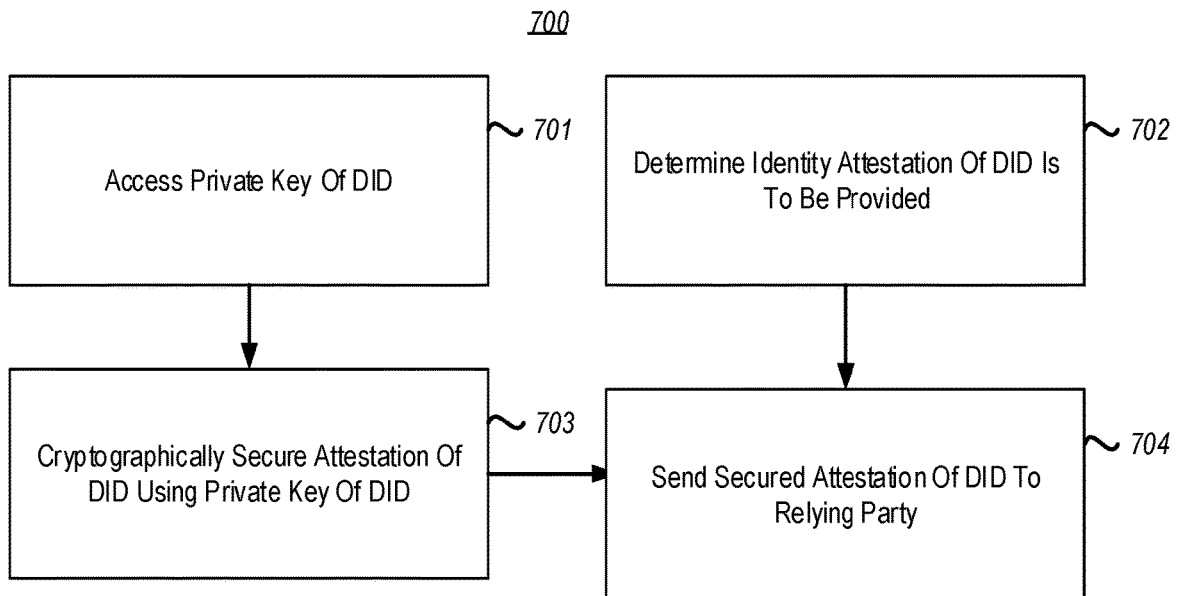 700
Access Private Key Of DID
701
Determine Identity Attestation Of DID Is
To Be Provided
702
Cryptographically Secure Attestation Of
DID Using Private Key Of DID
703
Send Secured Attestation Of DID To
Relying Party
704